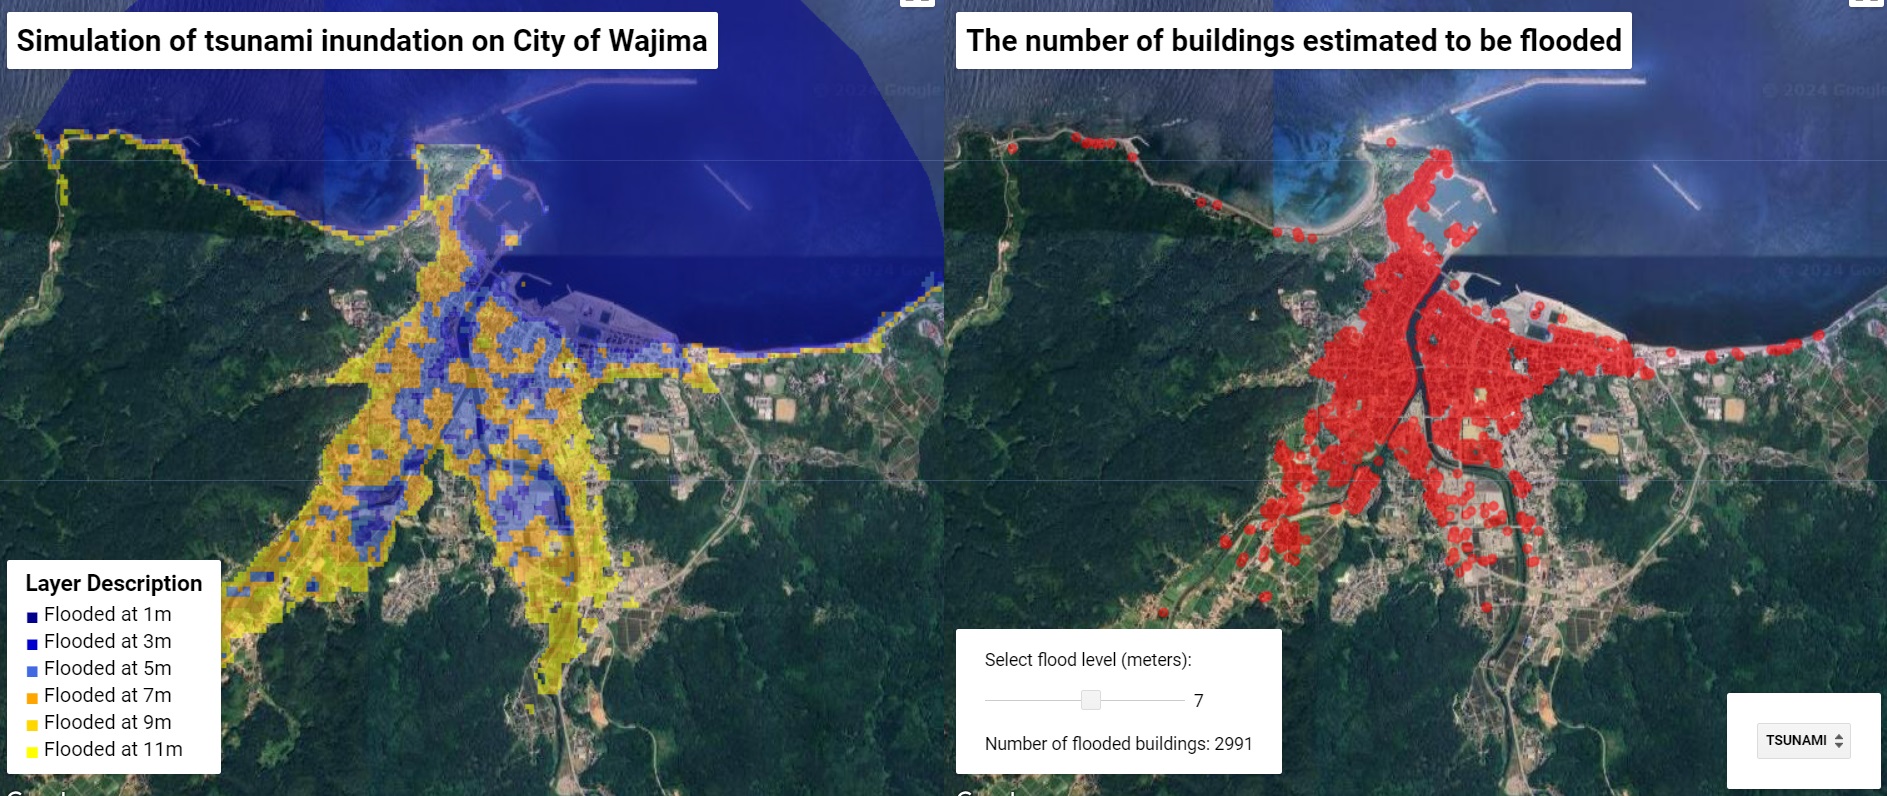 Simulation of tsunami inundation on City of Wajima
Layer Description
Flooded at 1m
Flooded at 3m
Flooded at 5m
Flooded at 7m
Flooded at 9m
Flooded at 11m
The number of buildings estimated to be flooded
© 2024 Google
Select flood level (meters):
7
Number of flooded buildings: 2991
TSUNAMI